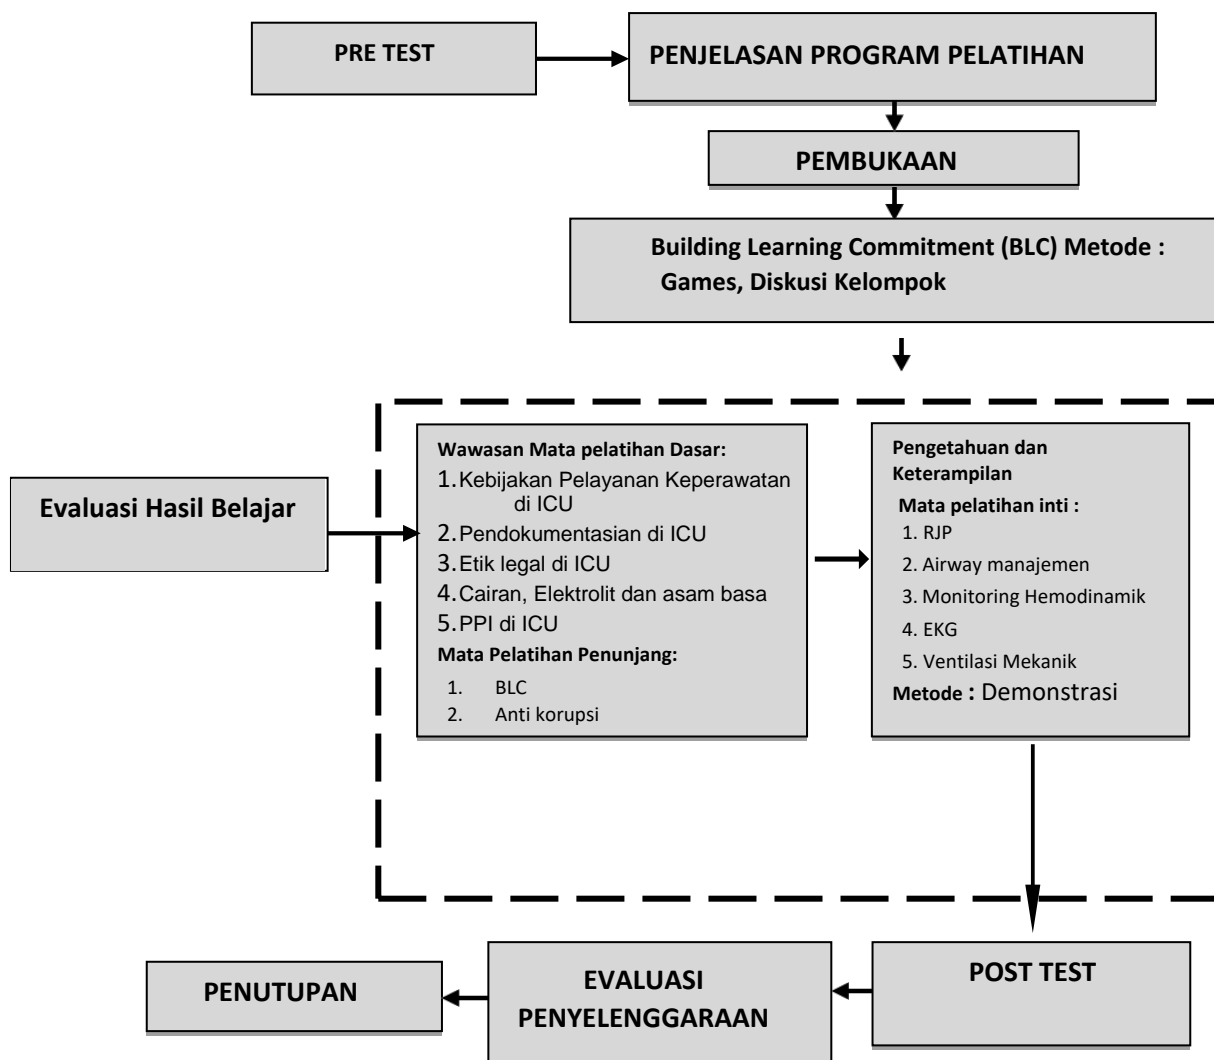 PRE TEST
PENJELASAN PROGRAM PELATIHAN
PEMBUKAAN
Building Learning Commitment (BLC) Metode :
Games, Diskusi Kelompok
Evaluasi Hasil Belajar
Wawasan Mata pelatihan Dasar:
1.Kebijakan Pelayanan Keperawatan
di ICU
2.Pendokumentasian di ICU
3.Etik legal di ICU
4.Cairan, Elektrolit dan asam basa
5.PPI di ICU
Mata Pelatihan Penunjang:
1. BLC
2. Anti korupsi
Pengetahuan dan
Keterampilan
Mata pelatihan inti :
1. RJP
2. Airway manajemen
3. Monitoring Hemodinamik
4. EKG
5. Ventilasi Mekanik
Metode : Demonstrasi
POST TEST
EVALUASI
PENYELENGGARAAN
PENUTUPAN